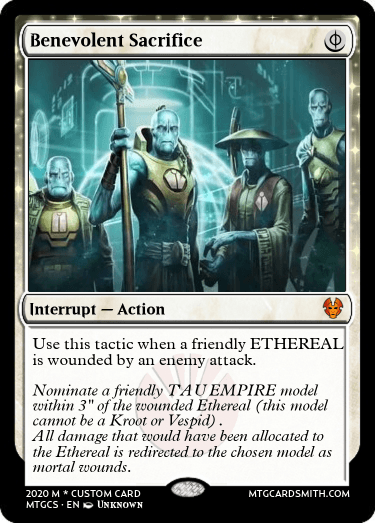 Benevolent Sacrifice
Interrupt — Action
Use this tactic when a friendly ETHEREAL
is wounded by an enemy attack.
Nominate a friendly TAU EMPIRE model
within 3" of the wounded Ethereal (this model
cannot be a Kroot or Vespid) .
All damage that would have been allocated to
the Ethereal is redirected to the chosen model as
mortal wounds.
2020 M * CUSTOM CARD
MTGCS · EN Unknown
MTGCARDSMITH.COM